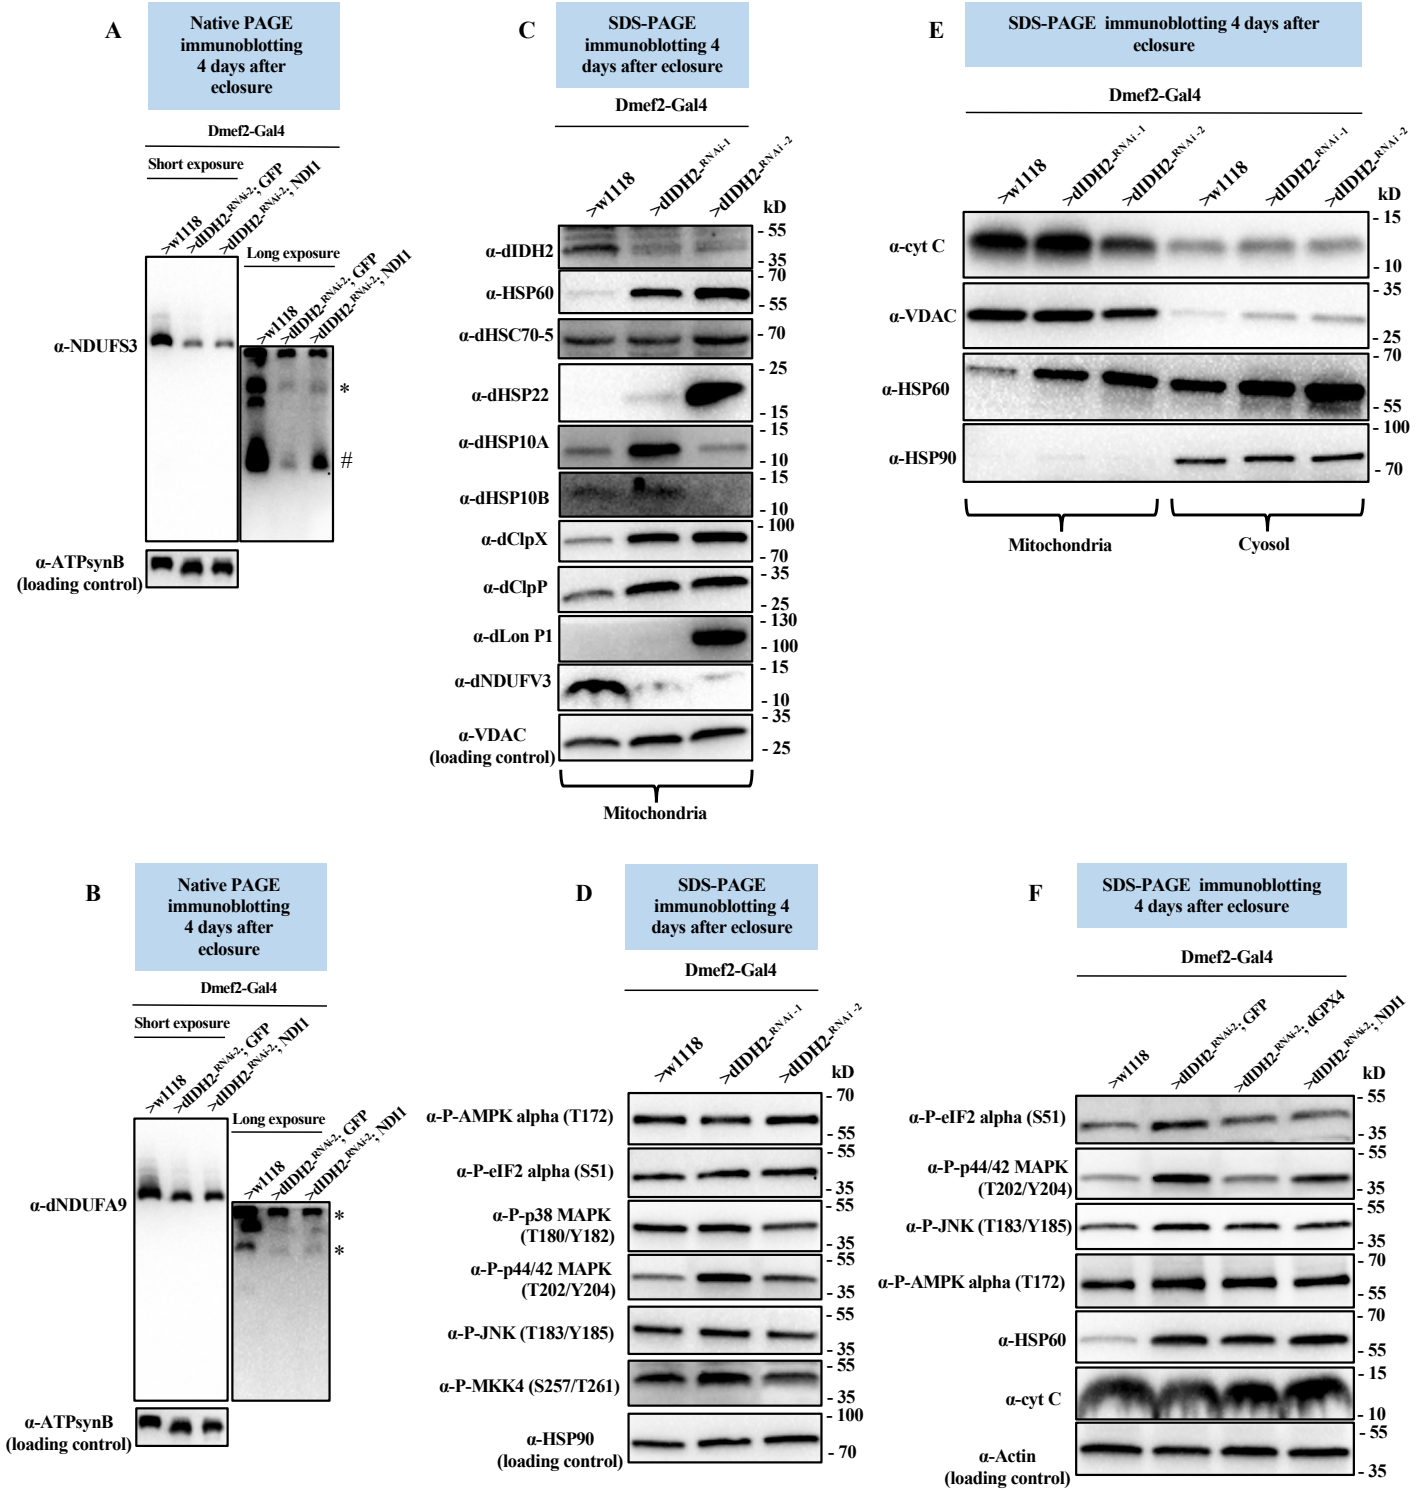 A
Native PAGE
immunoblotting
4 days after
eclosure
Dmef2-Gal4
Short exposure
>w1118
>dIDH2-RNAi-2; GFP
>dIDH2-RNAi-2; NDI1
Long exposure
>w1118
>dIDH2-RNAi-2; GFP
>dIDH2-RNAi-2; NDI1
α-NDUFS3
*
#
α-ATPsynB
(loading control)
C
SDS-PAGE
immunoblotting 4
days after eclosure
Dmef2-Gal4
>w1118
>dIDH2-RNAi-1
>dIDH2-RNAi-2
kD
α-dIDH2
- 55
- 35
α-HSP60
- 70
- 55
α-dHSC70-5
- 70
α-dHSP22
- 25
- 15
α-dHSP10A
- 15
- 10
α-dHSP10B
- 15
- 10
α-dClpX
- 100
- 70
α-dClpP
- 35
- 25
α-dLon P1
- 130
- 100
α-dNDUFV3
- 15
- 10
α-VDAC
(loading control)
- 35
- 25
Mitochondria
E
SDS-PAGE immunoblotting 4 days after
eclosure
Dmef2-Gal4
>w1118
>dIDH2-RNAi-1
>dIDH2-RNAi-2
>w1118
>dIDH2-RNAi-1
>dIDH2-RNAi-2
kD
α-cyt C
- 15
- 10
α-VDAC
- 35
- 25
α-HSP60
- 70
- 55
α-HSP90
- 100
- 70
Mitochondria
Cyosol
B
Native PAGE
immunoblotting
4 days after
eclosure
Dmef2-Gal4
Short exposure
>w1118
>dIDH2-RNAi-2; GFP
>dIDH2-RNAi-2; NDI1
Long exposure
>w1118
>dIDH2-RNAi-2; GFP
>dIDH2-RNAi-2; NDI1
α-dNDUFA9
*
*
α-ATPsynB
(loading control)
D
SDS-PAGE
immunoblotting 4
days after eclosure
Dmef2-Gal4
>w1118
>dIDH2-RNAi-1
>dIDH2-RNAi-2
kD
α-P-AMPK alpha (T172)
- 70
- 55
α-P-eIF2 alpha (S51)
- 55
- 35
α-P-p38 MAPK
(T180/Y182)
- 55
- 35
α-P-p44/42 MAPK
(T202/Y204)
- 55
- 35
α-P-JNK (T183/Y185)
- 55
- 35
α-P-MKK4 (S257/T261)
- 55
- 35
α-HSP90
(loading control)
- 100
- 70
F
SDS-PAGE immunoblotting
4 days after eclosure
Dmef2-Gal4
>w1118
>dIDH2-RNAi-2; GFP
>dIDH2-RNAi-2; dGPX4
>dIDH2-RNAi-2; NDI1
kD
α-P-eIF2 alpha (S51)
- 55
- 35
α-P-p44/42 MAPK
(T202/Y204)
- 55
- 35
α-P-JNK (T183/Y185)
- 55
- 35
α-P-AMPK alpha (T172)
- 70
- 55
α-HSP60
- 70
- 55
α-cyt C
- 15
- 10
α-Actin
(loading control)
- 55
- 35